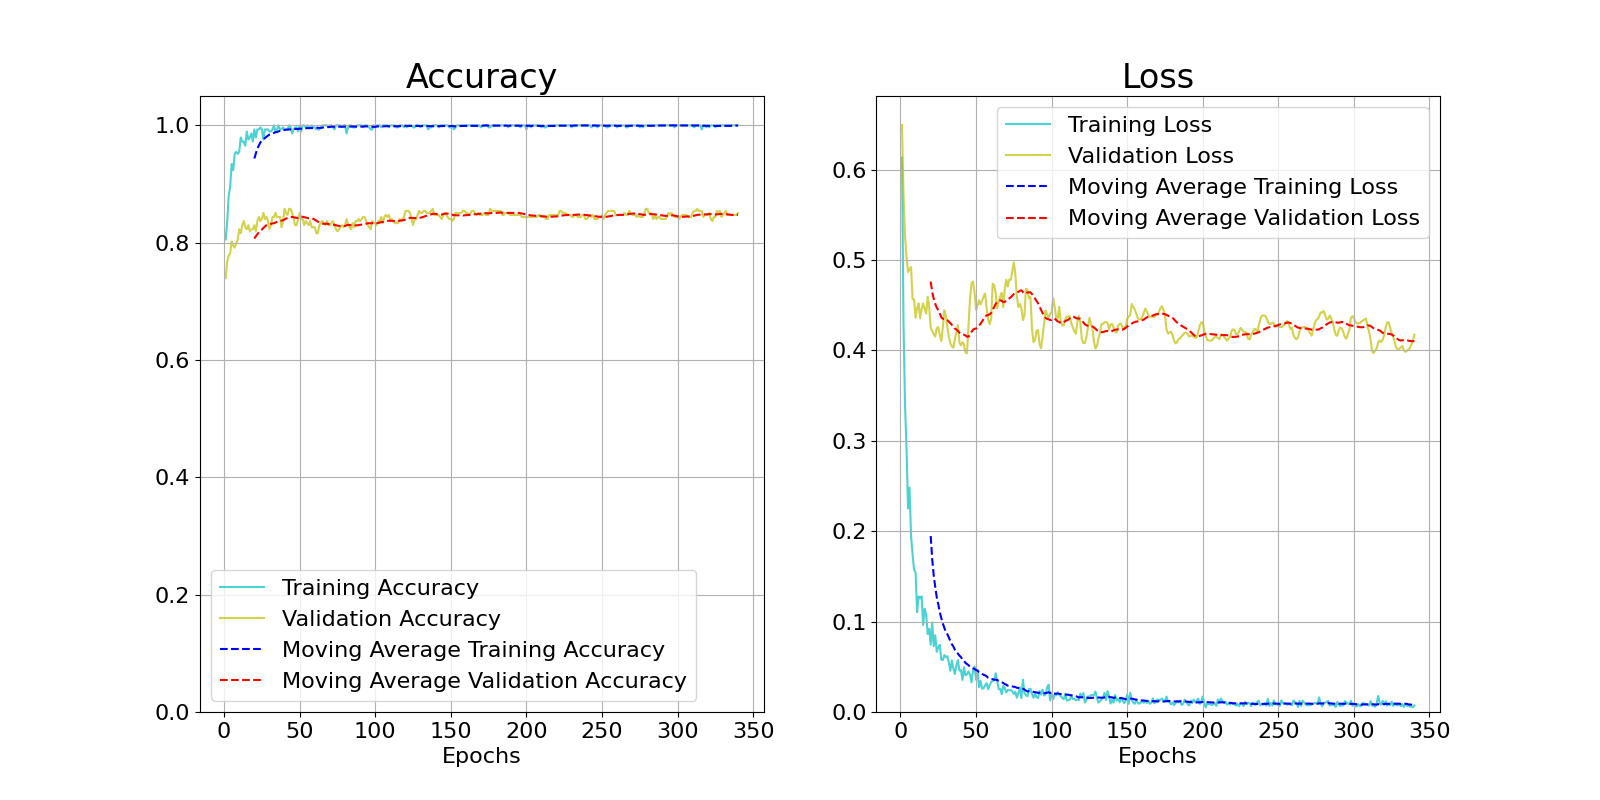 Accuracy
1.0
0.8
0.6
0.4
0.2
0.0
Training Accuracy
Validation Accuracy
Moving Average Training Accuracy
Moving Average Validation Accuracy
0 50 100 150 200 250 300 350
Epochs
Loss
0.6
0.5
0.4
0.3
0.2
0.1
0.0
Training Loss
Validation Loss
Moving Average Training Loss
Moving Average Validation Loss
0 50 100 150 200 250 300 350
Epochs